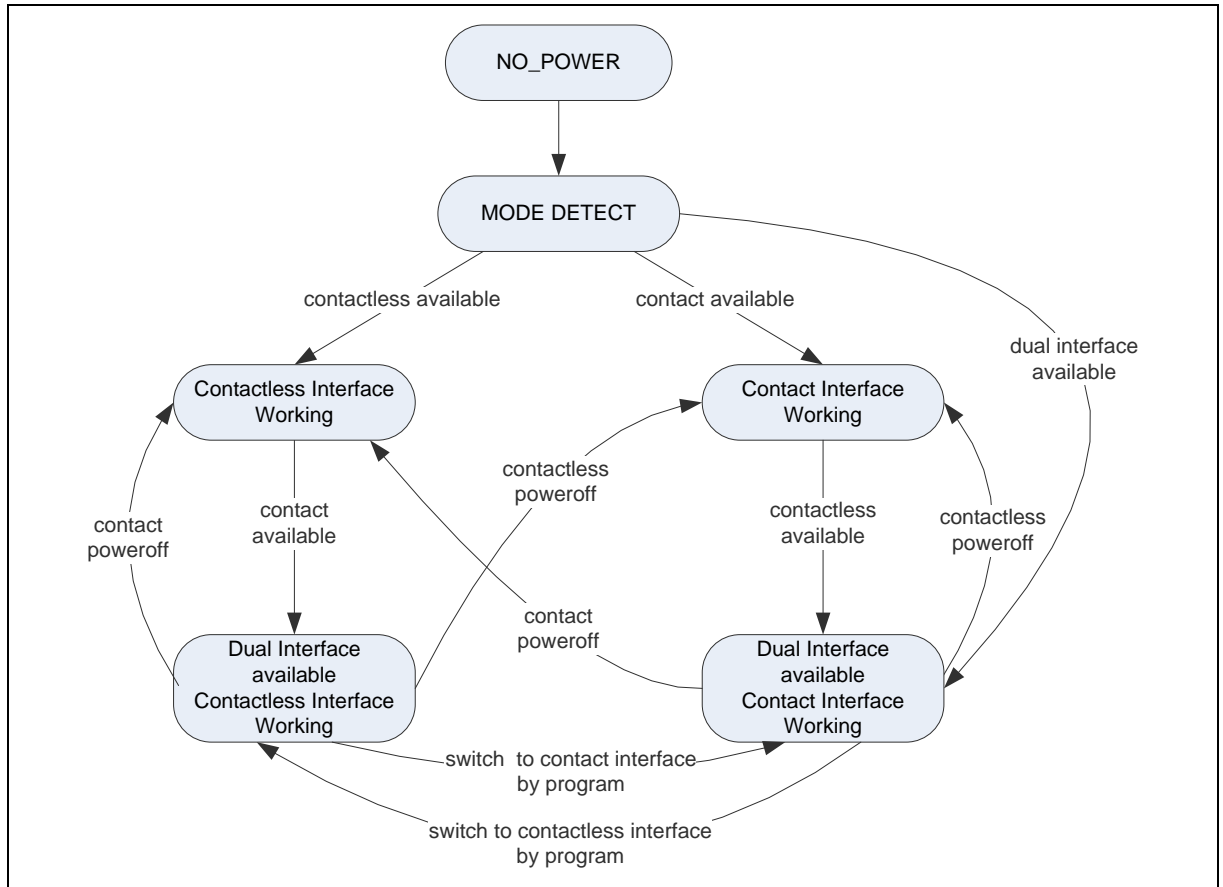 NO_POWER
MODE DETECT
contactless available
contact available
dual interface
available
Contactless Interface
Working
Contact Interface
Working
contactless
poweroff
contact
poweroff
contact
available
contactless
available
contactless
poweroff
contact
poweroff
Dual Interface
available
Contactless Interface
Working
Dual Interface
available
Contact Interface
Working
switch to contact interface
by program
switch to contactless interface
by program